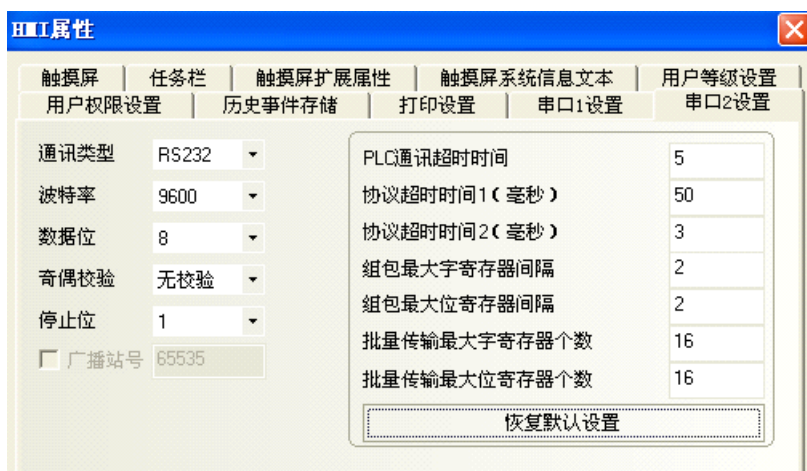 HMI属性
触摸屏 任务栏 触摸屏扩展属性 触摸屏系统信息文本 用户等级设置
用户权限设置 历史事件存储 打印设置 串口1设置 串口2设置
通讯类型 RS232
波特率 9600
数据位 8
奇偶校验 无校验
停止位 1
广播站号 65535
PLC通讯超时时间 5
协议超时时间1(毫秒) 50
协议超时时间2(毫秒) 3
组包最大字寄存器间隔 2
组包最大位寄存器间隔 2
批量传输最大字寄存器个数 16
批量传输最大位寄存器个数 16
恢复默认设置